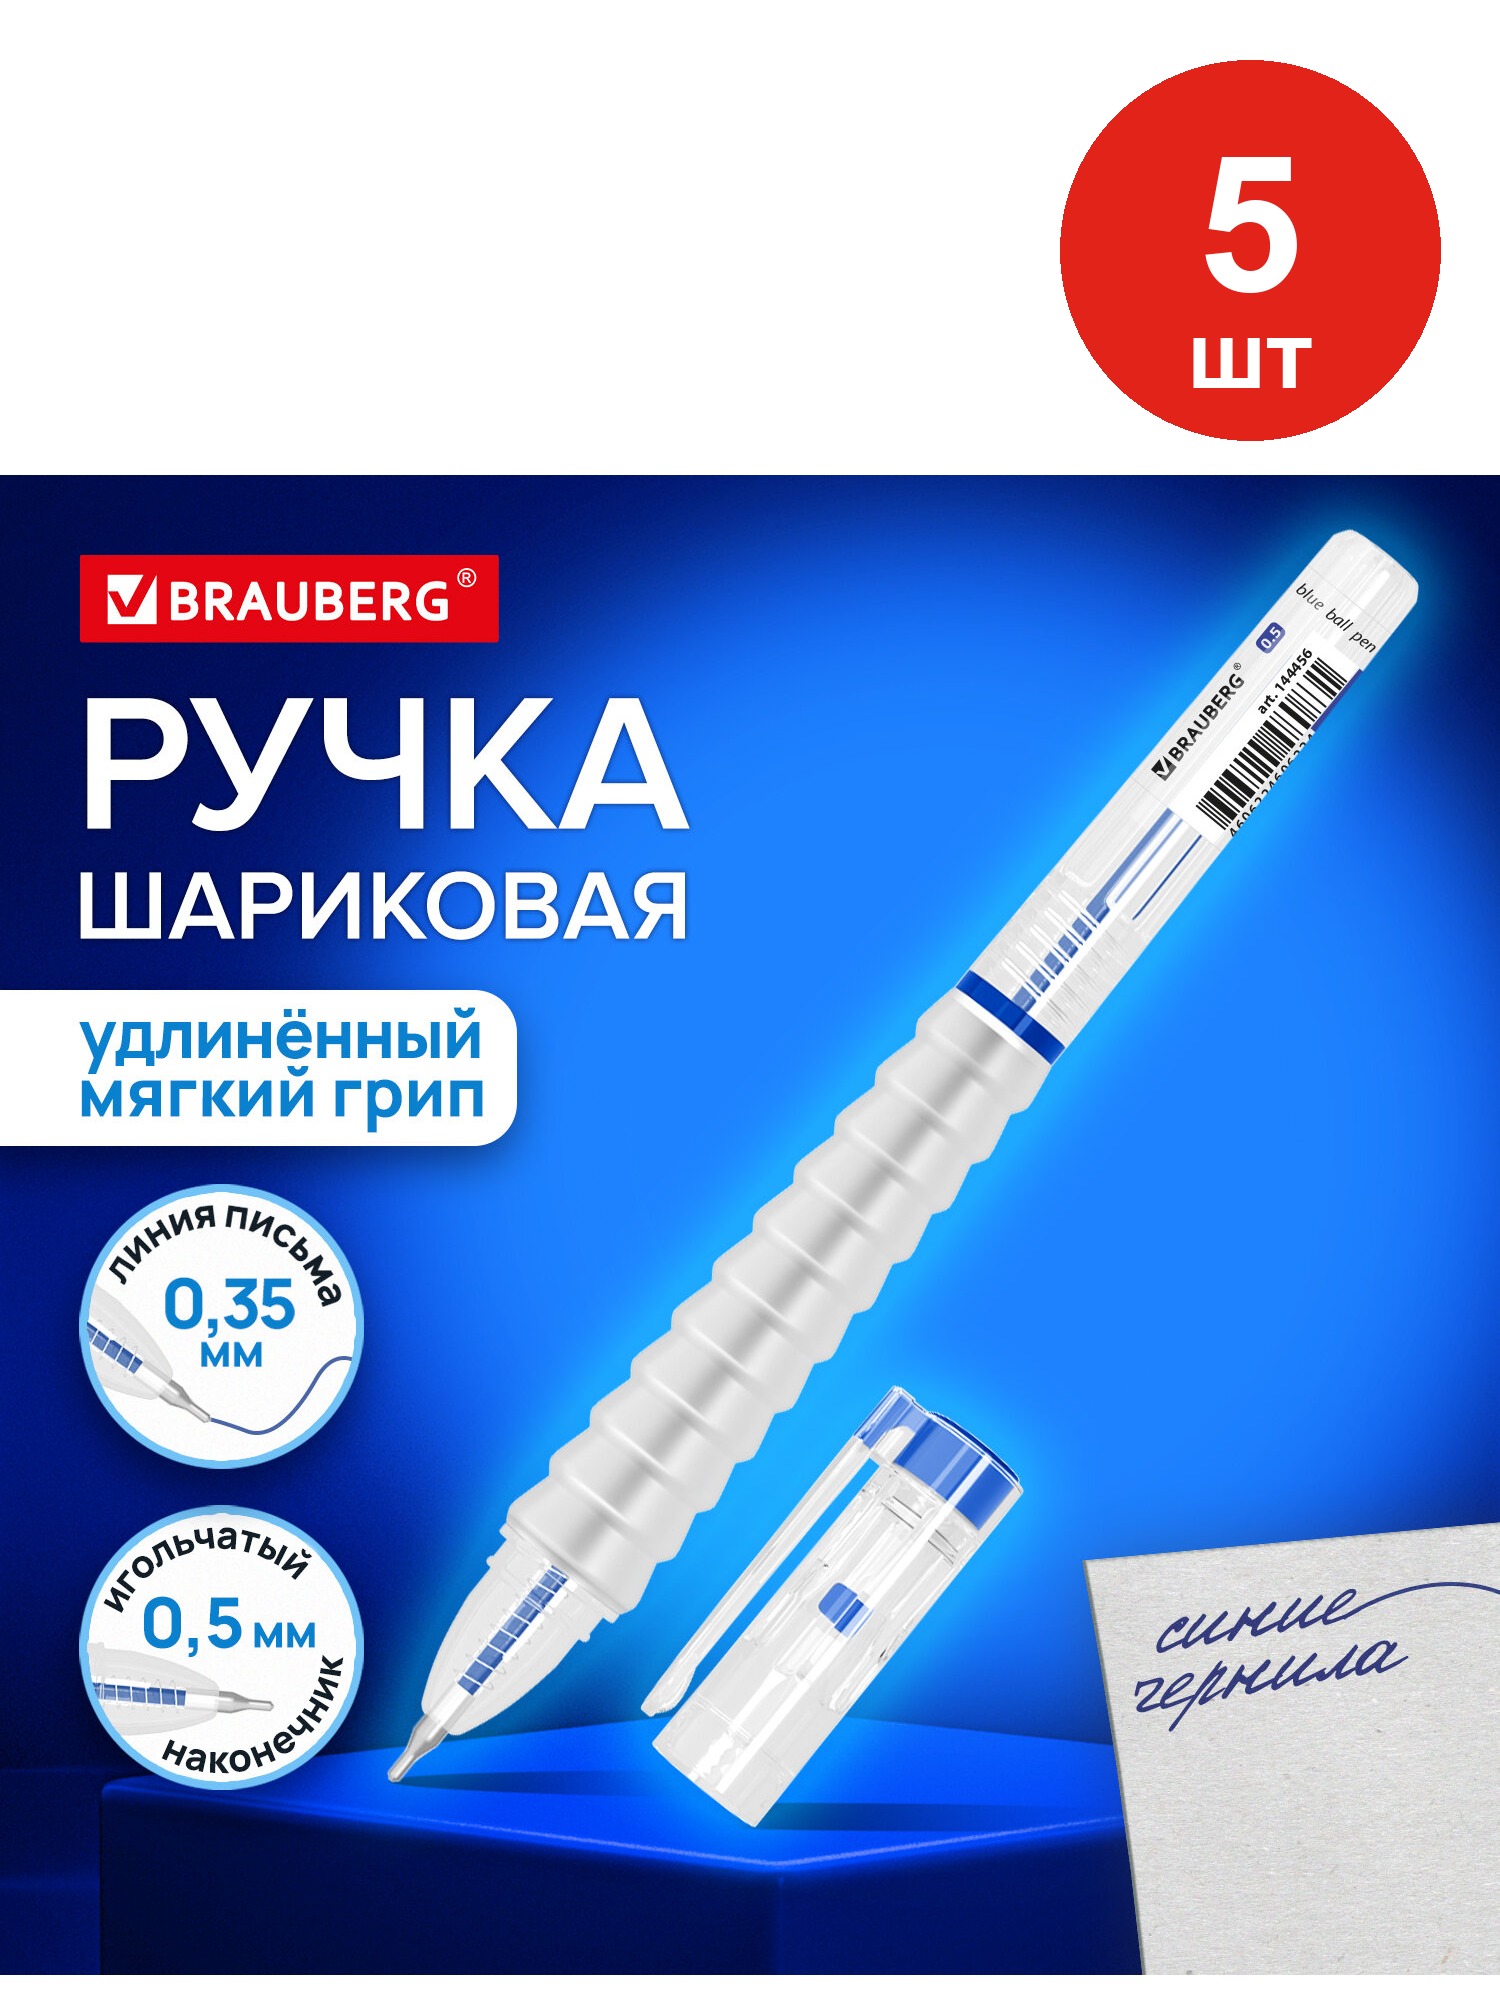 5
шт
BRAUBERG®
РУЧКА
ШАРИКОВАЯ
удлинённый
мягкий грип
линия письма
0,35
мм
игольчатый
0,5 мм
наконечник
blue ball pen
0.5
BRAUBERG®
art. 144456
синие
чернила